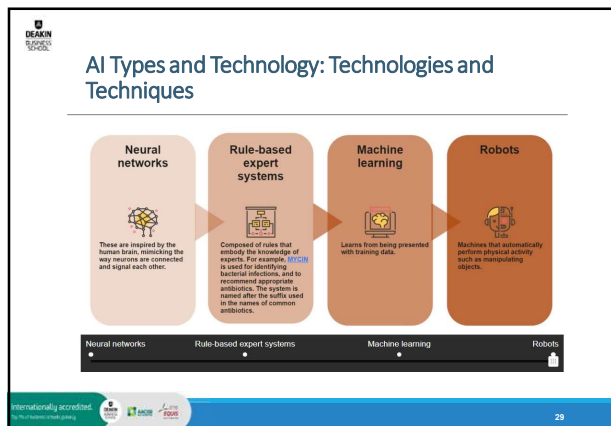 DEAKIN
BUSINESS
SCHOOL
AI Types and Technology: Technologies and
Techniques
Neural
networks
These are inspired by the
human brain, mimicking the
way neurons are connected
and signal each other.
Rule-based
expert
systems
Composed of rules that
embody the knowledge of
experts. For example, MYCIN
is used for identifying
bacterial infections, and to
recommend appropriate
antibiotics. The system is
named after the suffix used
in the names of common
antibiotics.
Machine
learning
Learns from being presented
with training data.
Robots
Machines that automatically
perform physical activity
such as manipulating
objects.
Neural networks
Rule-based expert systems
Machine learning
Robots
Internationally accredited.
AACSB
EQUIS
29